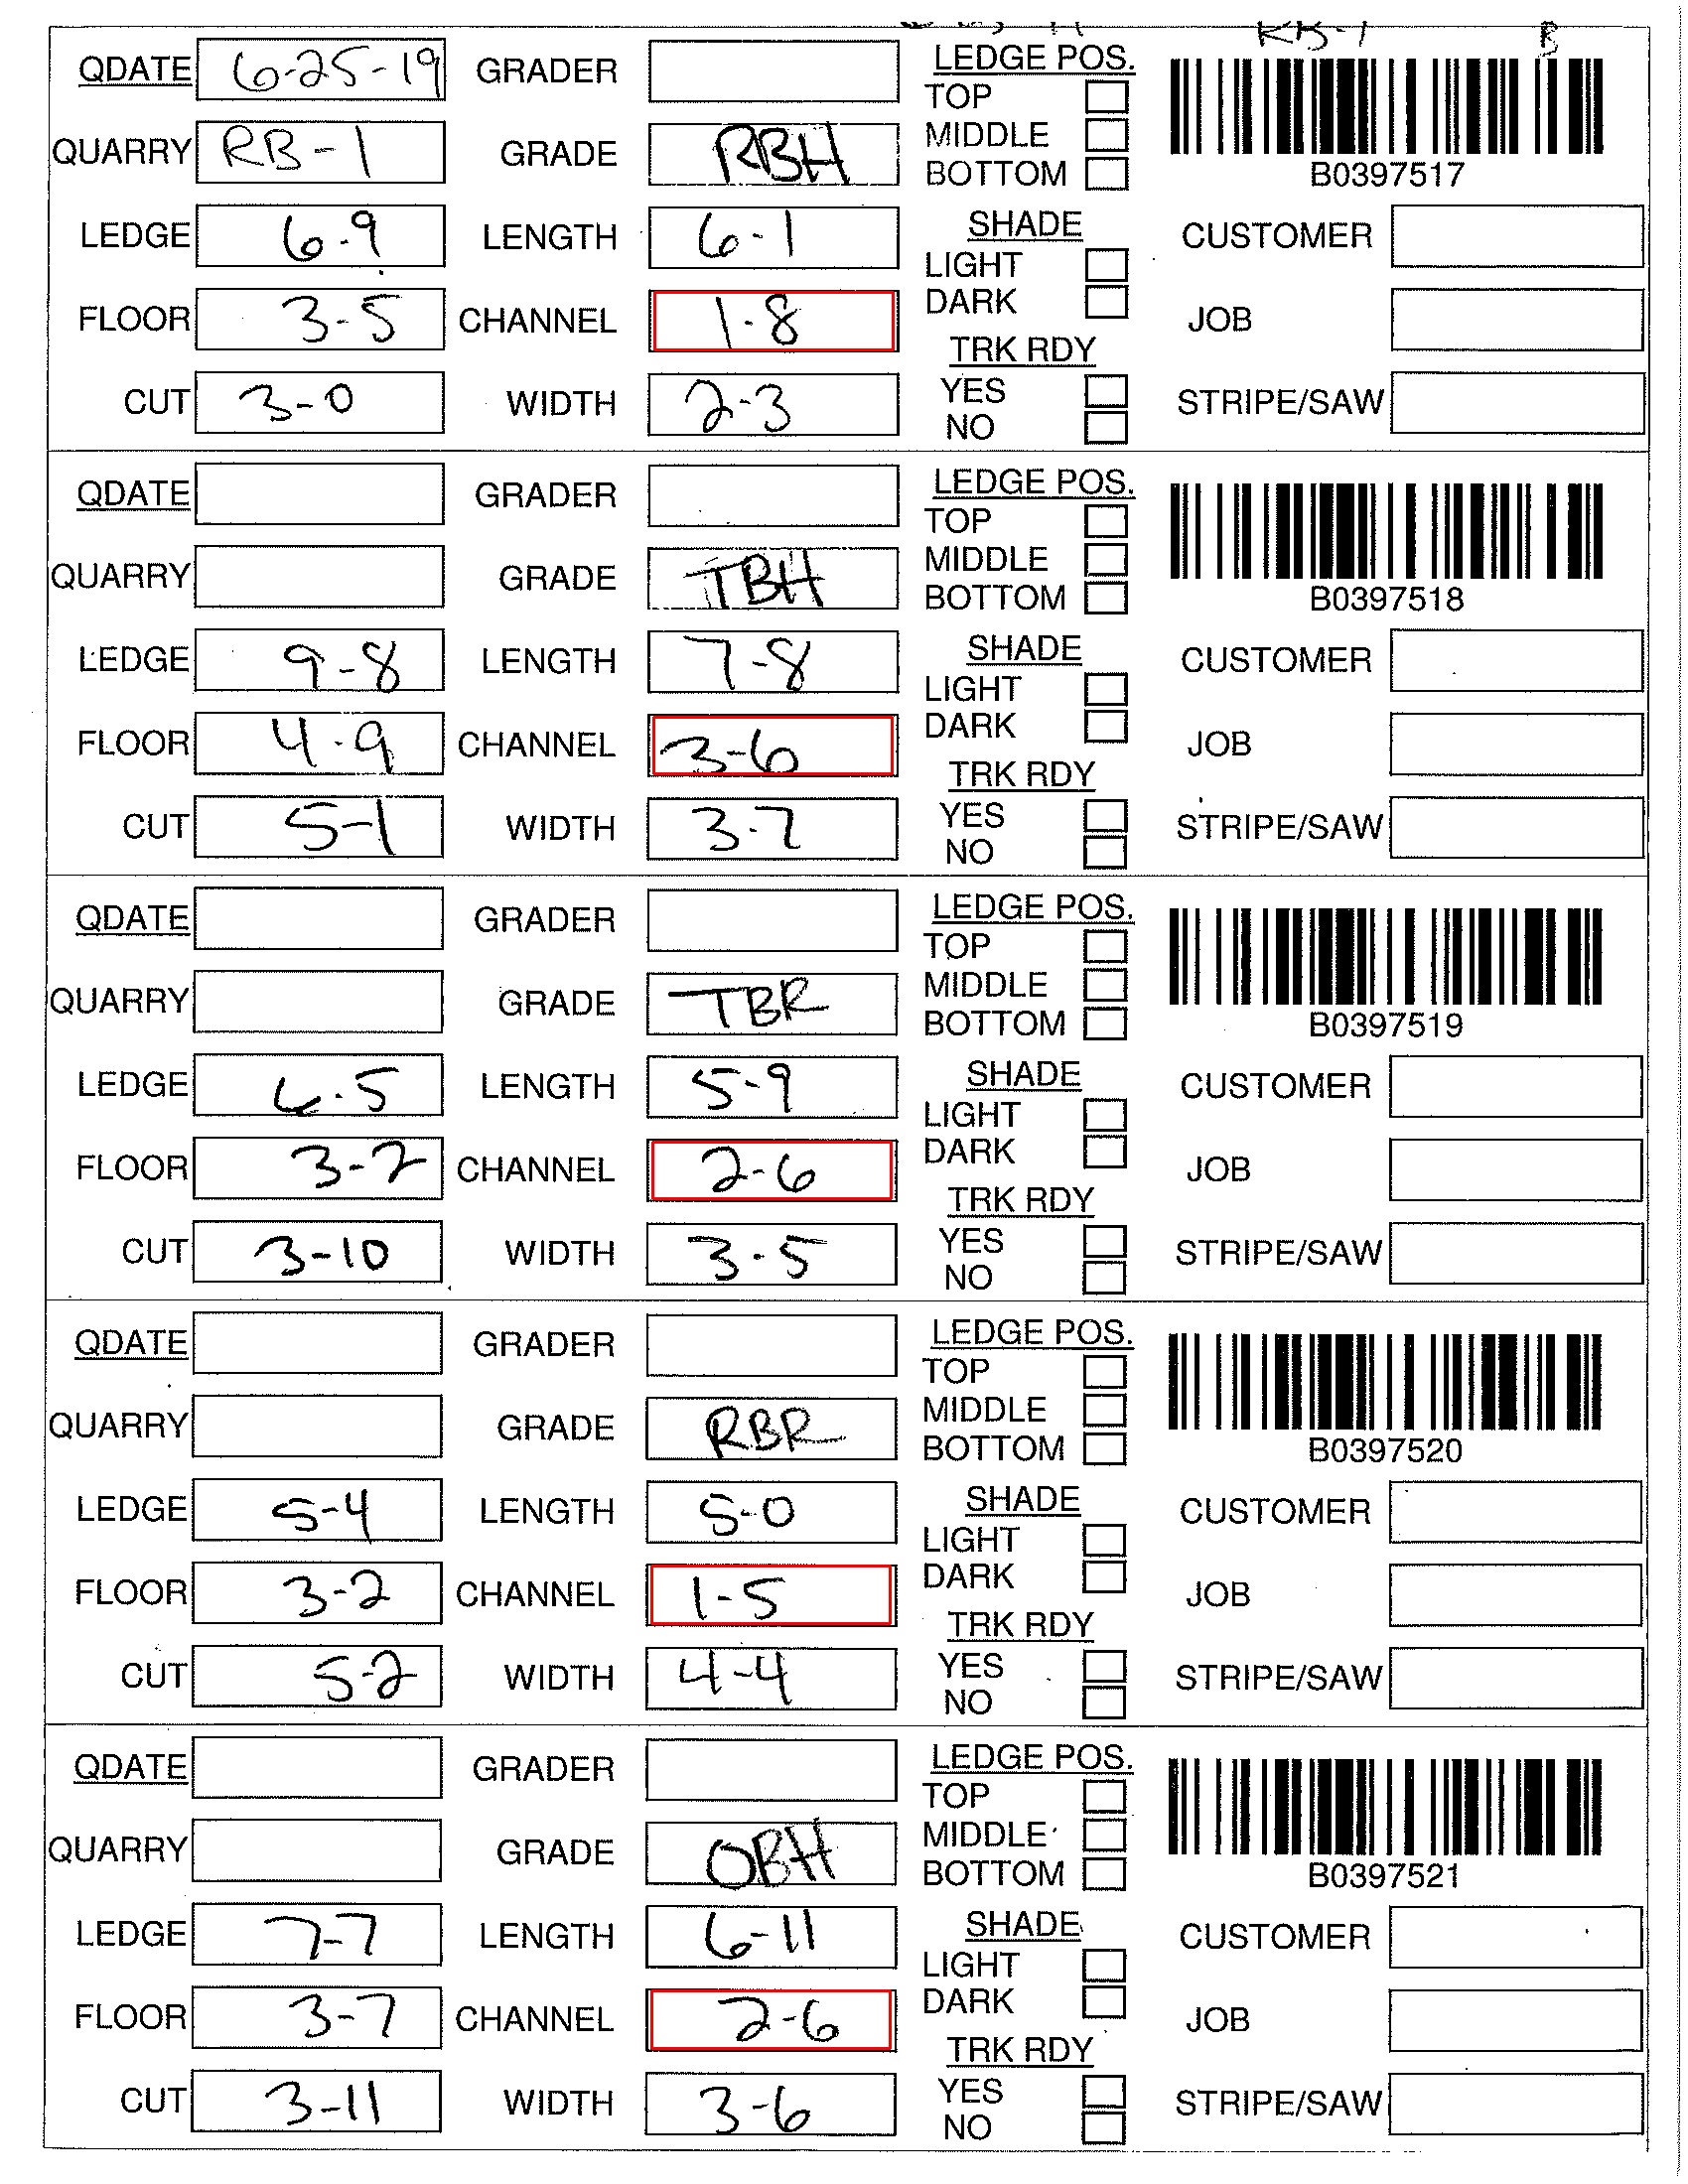 RB-1 B
QDATE 6-25-19 GRADER LEDGE POS.
TOP
QUARRY RB-1 GRADE RBH MIDDLE
BOTTOM B0397517
LEDGE 6-9 LENGTH 6-1 SHADE CUSTOMER
LIGHT
FLOOR 3-5 CHANNEL 1-8 DARK JOB
TRK RDY
CUT 3-0 WIDTH 2-3 YES STRIPE/SAW
NO
QDATE GRADER LEDGE POS.
TOP
QUARRY GRADE TBH MIDDLE
BOTTOM B0397518
LEDGE 9-8 LENGTH 7-8 SHADE CUSTOMER
LIGHT
FLOOR 4-9 CHANNEL 3-6 DARK JOB
TRK RDY
CUT 5-1 WIDTH 3-7 YES STRIPE/SAW
NO
QDATE GRADER LEDGE POS.
TOP
QUARRY GRADE TBR MIDDLE
BOTTOM B0397519
LEDGE 6-5 LENGTH 5-9 SHADE CUSTOMER
LIGHT
FLOOR 3-7 CHANNEL 2-6 DARK JOB
TRK RDY
CUT 3-10 WIDTH 3-5 YES STRIPE/SAW
NO
QDATE GRADER LEDGE POS.
TOP
QUARRY GRADE RBR MIDDLE
BOTTOM B0397520
LEDGE 5-4 LENGTH 5-0 SHADE CUSTOMER
LIGHT
FLOOR 3-2 CHANNEL 1-5 DARK JOB
TRK RDY
CUT 5-2 WIDTH 4-4 YES STRIPE/SAW
NO
QDATE GRADER LEDGE POS.
TOP
QUARRY GRADE OBH MIDDLE
BOTTOM B0397521
LEDGE 7-7 LENGTH 6-11 SHADE CUSTOMER
LIGHT
FLOOR 3-7 CHANNEL 2-6 DARK JOB
TRK RDY
CUT 3-11 WIDTH 3-6 YES STRIPE/SAW
NO